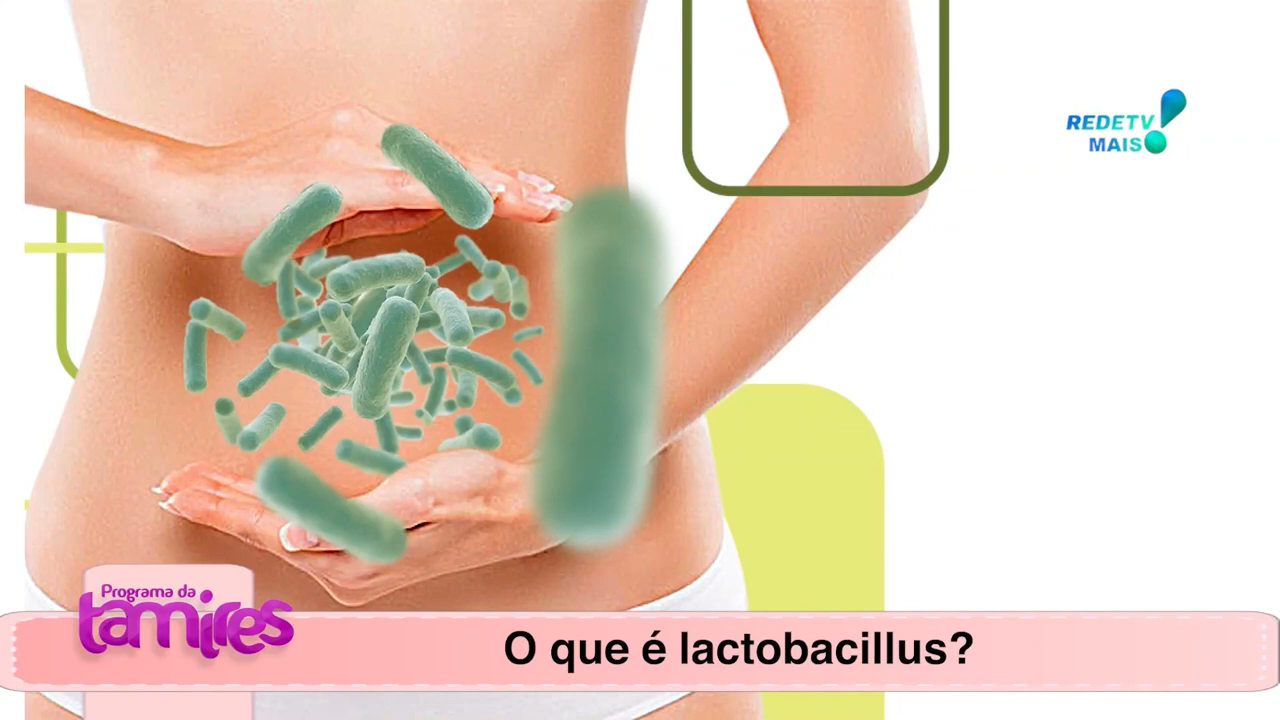 REDETV
MAIS
Programa da
tamires
O que é lactobacillus?